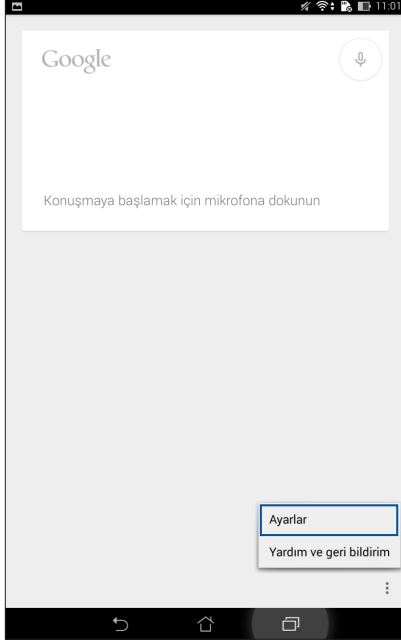 11:01
Google
Konuşmaya başlamak için mikrofona dokunun
Ayarlar
Yardım ve geri bildirim